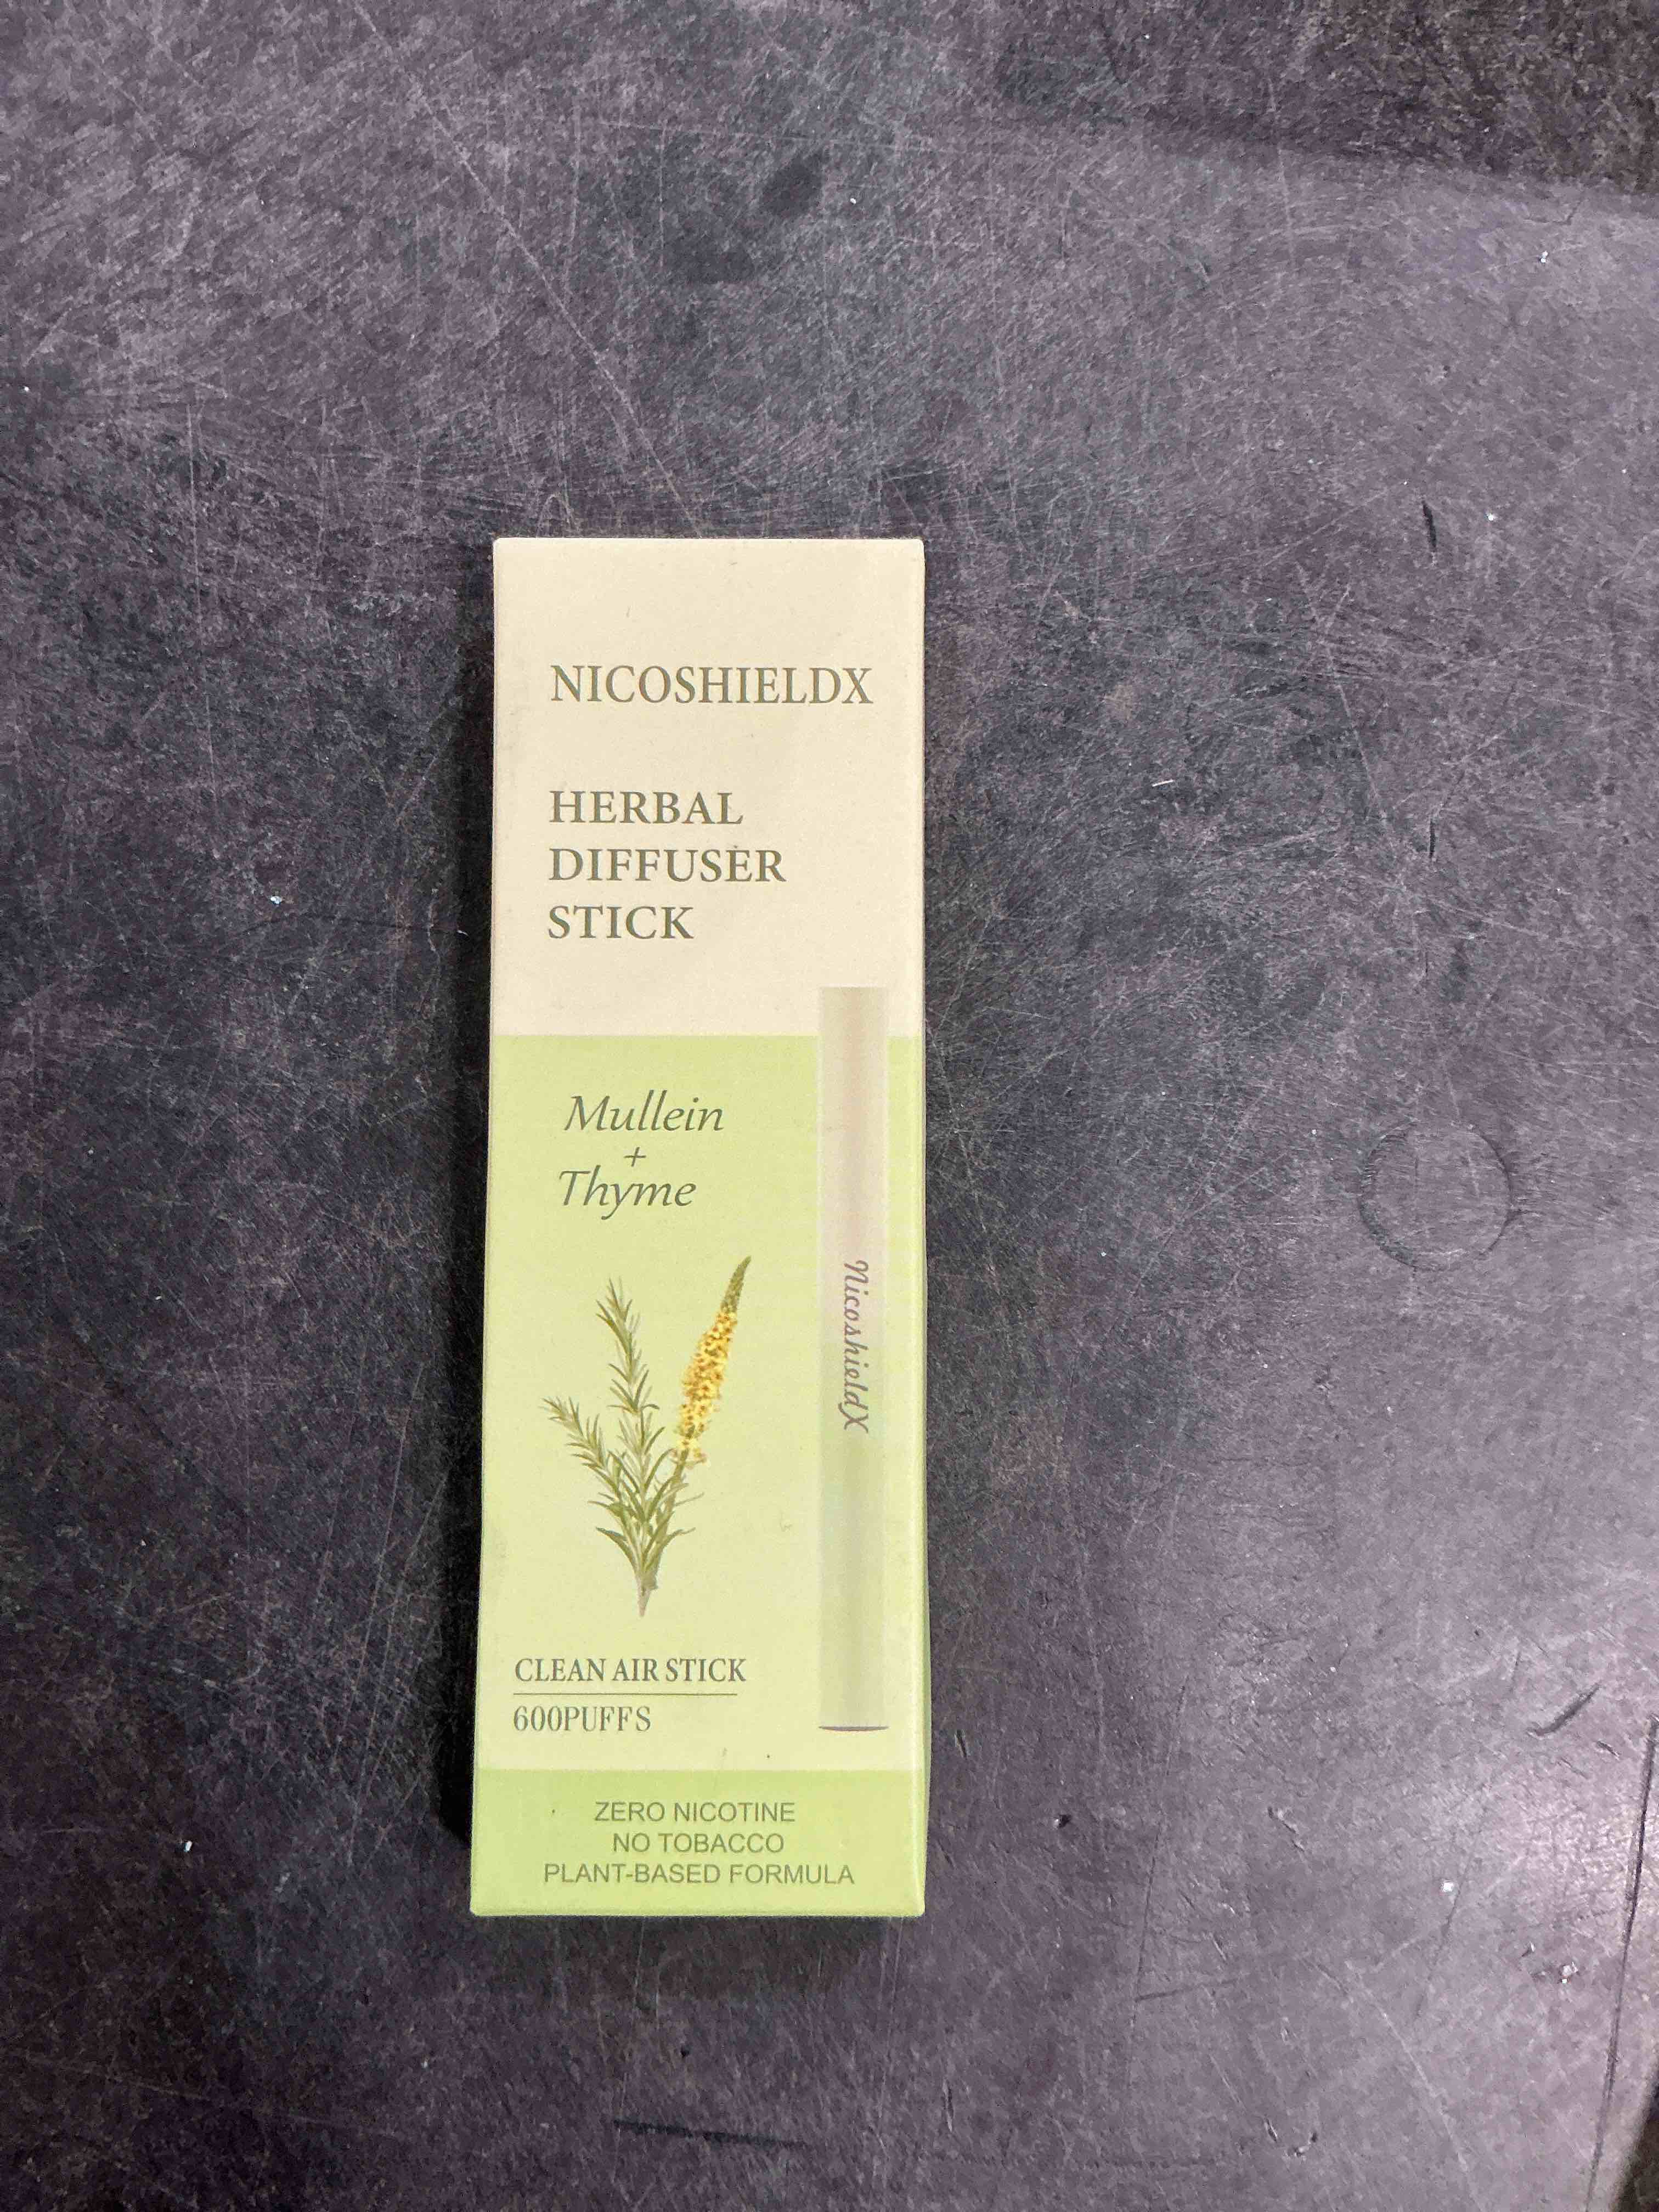 NICOSHIELDX
HERBAL
DIFFUSER
STICK
Mullein
+
Thyme
NicoshieldX
CLEAN AIR STICK
600PUFFS
ZERO NICOTINE
NO TOBACCO
PLANT-BASED FORMULA